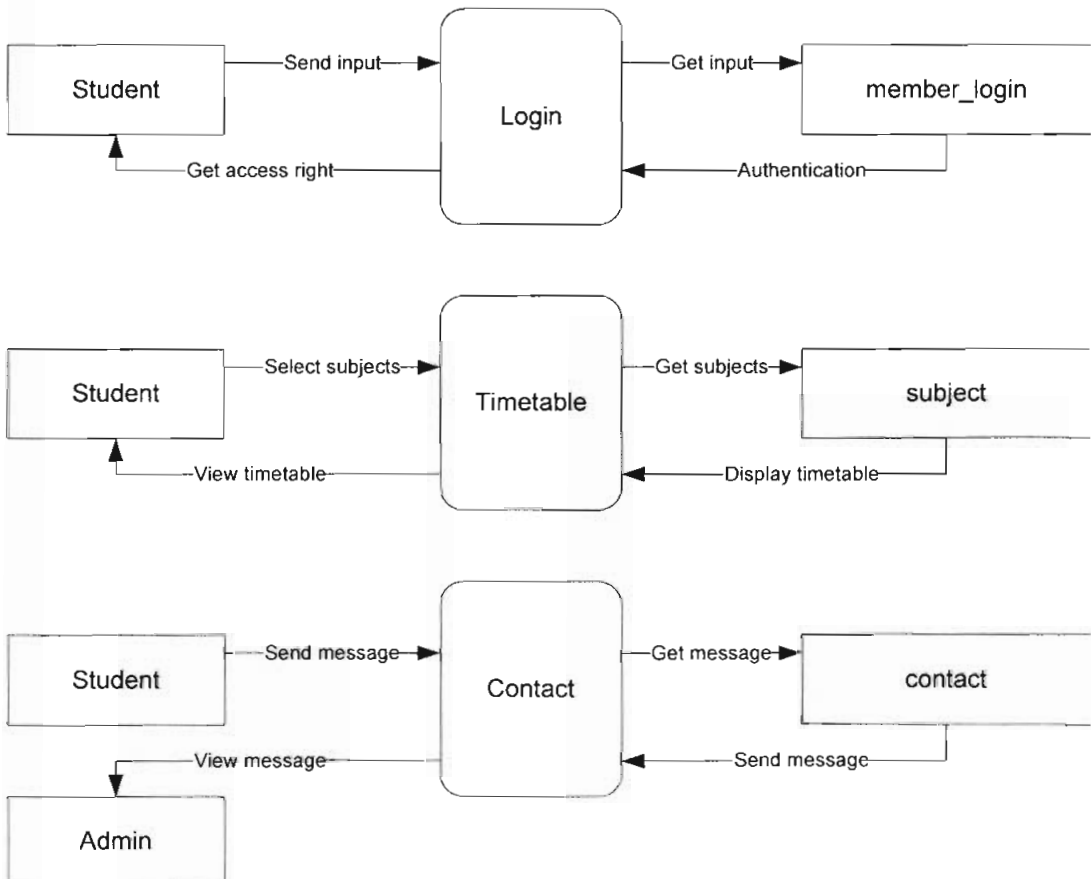 Send input
Get input
Student
Login
member_login
Get access right
Authentication
Select subjects
Get subjects
Student
Timetable
subject
View timetable
Display timetable
Send message
Get message
Student
Contact
contact
View message
Send message
Admin